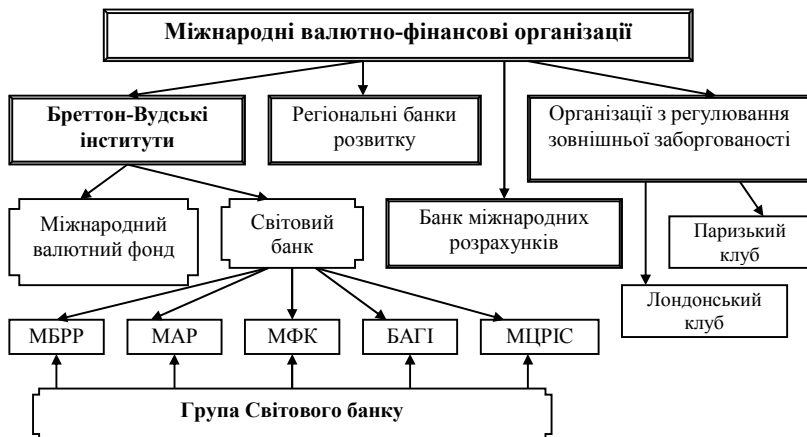 Міжнародні валютно-фінансові організації
Бреттон-Вудські
інститути
Регіональні банки
розвитку
Організації з регулювання
зовнішньої заборгованості
Міжнародний
валютний фонд
Світовий
банк
Банк міжнародних
розрахунків
Паризький
клуб
Лондонський
клуб
МБРР
МАР
МФК
БАГІ
МЦРІС
Група Світового банку